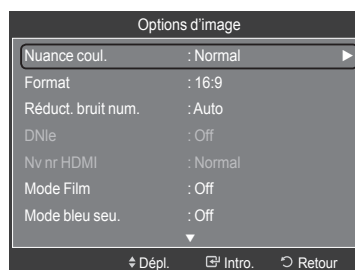 Options d'image
Nuance coul. : Normal ►
Format : 16:9
Réduct. bruit num. : Auto
DNIe : Off
Nv nr HDMI : Normal
Mode Film : Off
Mode bleu seu. : Off
▼
Dépl. Intro. Retour